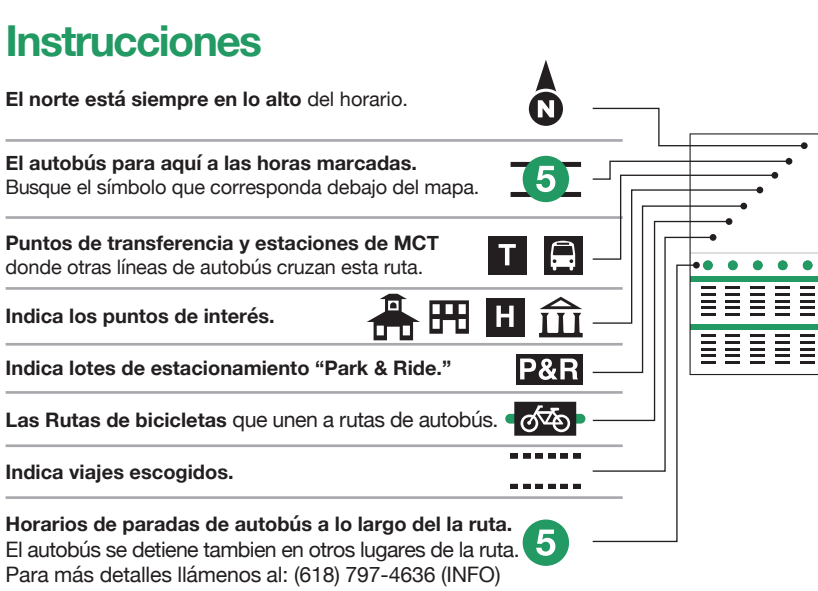 Instrucciones
El norte está siempre en lo alto del horario.
N
El autobús para aquí a las horas marcadas.
Busque el símbolo que corresponda debajo del mapa.
5
Puntos de transferencia y estaciones de MCT
donde otras líneas de autobús cruzan esta ruta.
T
Indica los puntos de interés.
H
Indica lotes de estacionamiento “Park & Ride.”
P&R
Las Rutas de bicicletas que unen a rutas de autobús.
Indica viajes escogidos.
Horarios de paradas de autobús a lo largo del la ruta.
El autobús se detiene tambien en otros lugares de la ruta.
Para más detalles llámenos al: (618) 797-4636 (INFO)
5